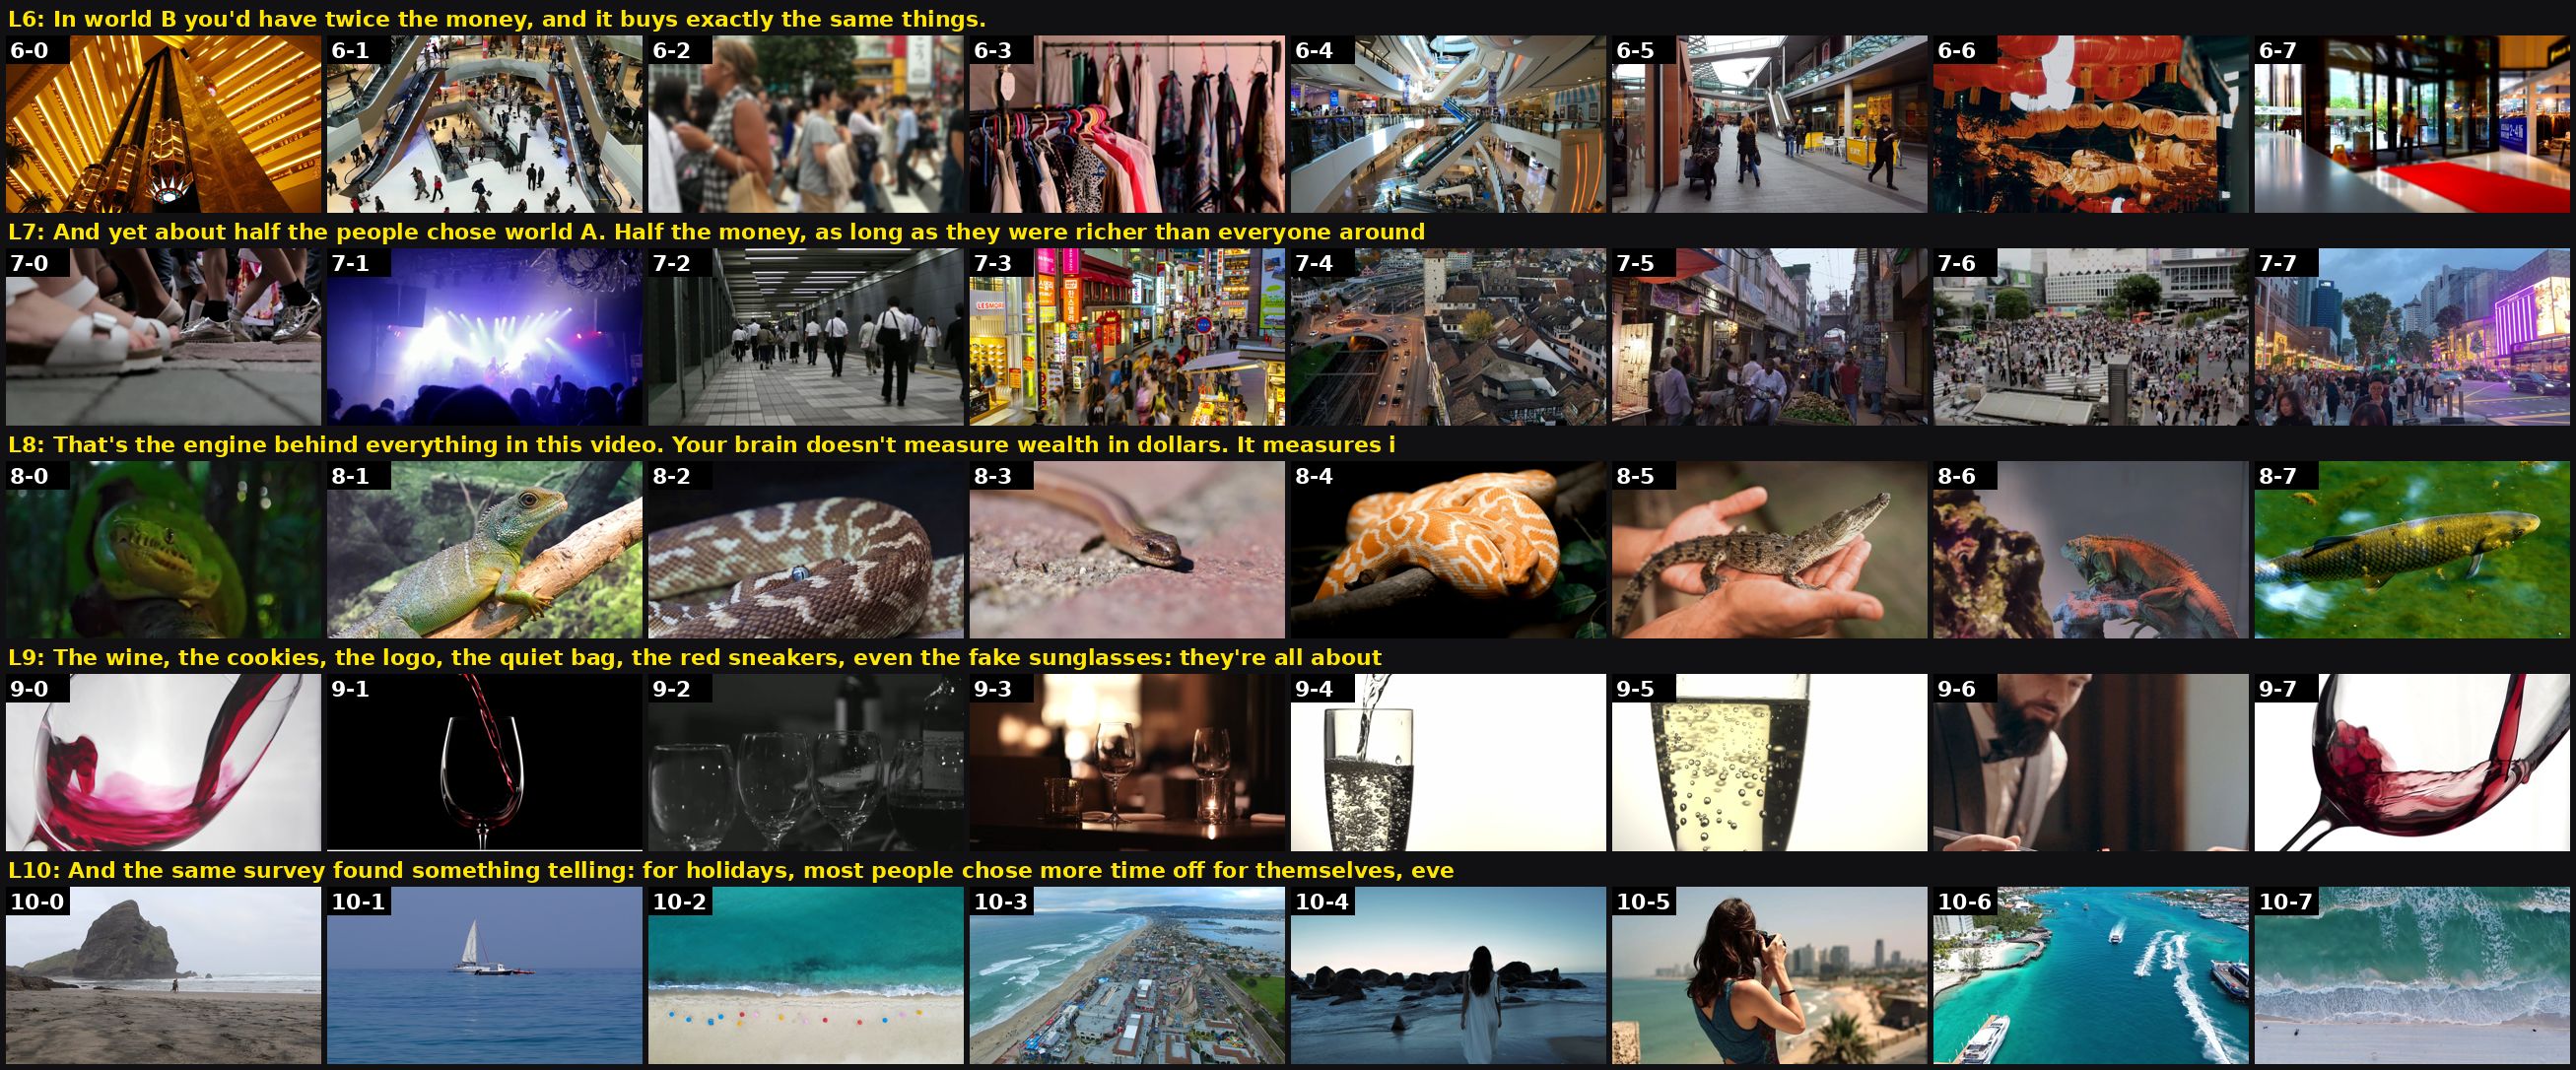 L6: In world B you'd have twice the money, and it buys exactly the same things.
6-0 6-1 6-2 6-3 6-4 6-5 6-6 6-7
L7: And yet about half the people chose world A. Half the money, as long as they were richer than everyone around
7-0 7-1 7-2 7-3 7-4 7-5 7-6 7-7
LESMORE
L8: That's the engine behind everything in this video. Your brain doesn't measure wealth in dollars. It measures i
8-0 8-1 8-2 8-3 8-4 8-5 8-6 8-7
L9: The wine, the cookies, the logo, the quiet bag, the red sneakers, even the fake sunglasses: they're all about
9-0 9-1 9-2 9-3 9-4 9-5 9-6 9-7
L10: And the same survey found something telling: for holidays, most people chose more time off for themselves, eve
10-0 10-1 10-2 10-3 10-4 10-5 10-6 10-7